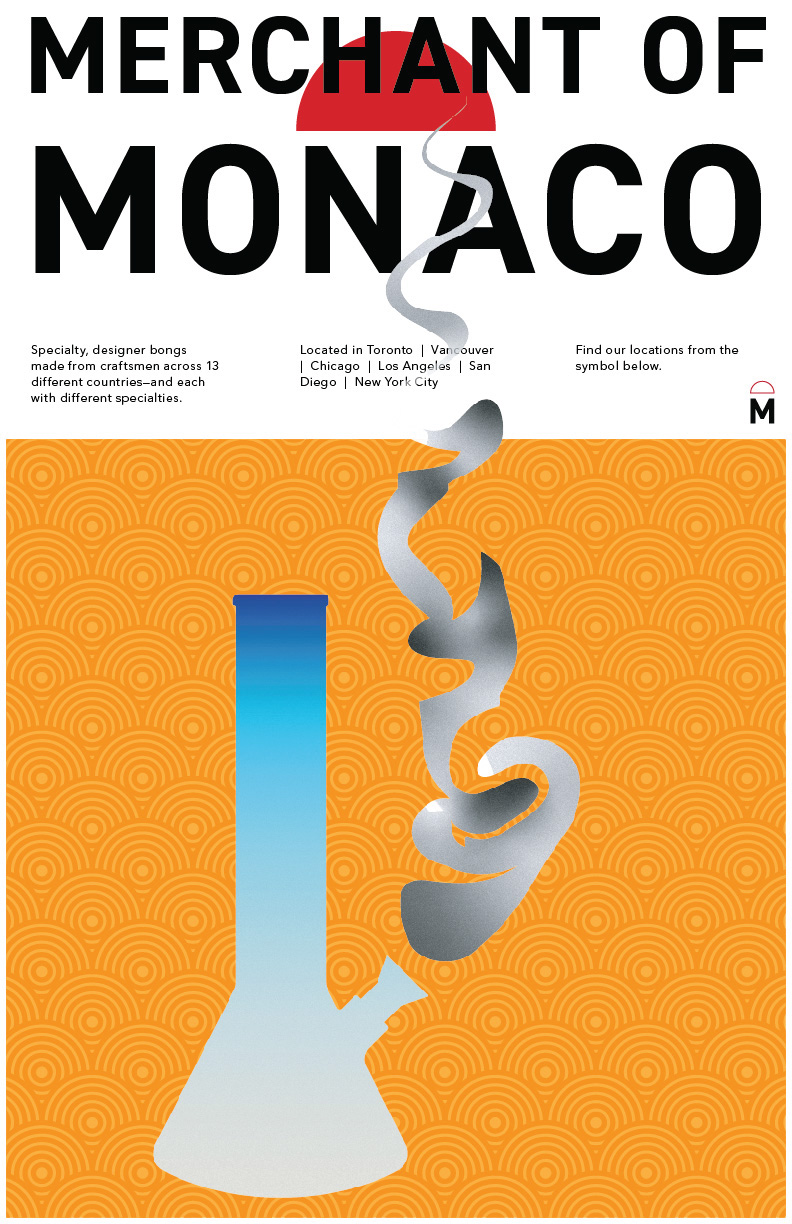 MERCHANT OF
MONACO
Specialty, designer bongs
made from craftsmen across 13
different countries—and each
with different specialties.
Located in Toronto | Vancouver
| Chicago | Los Angeles | San
Diego | New York City
Find our locations from the
symbol below.
M